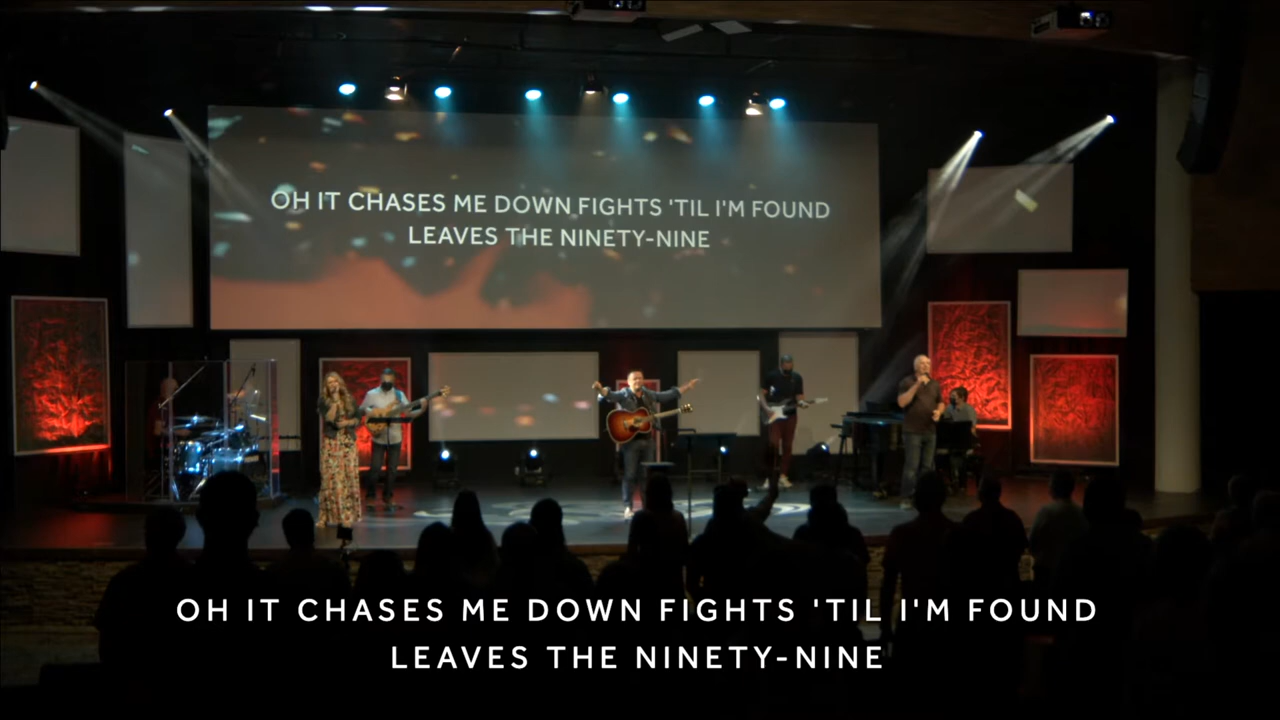 OH IT CHASES ME DOWN FIGHTS 'TIL I'M FOUND
LEAVES THE NINETY-NINE
OH IT CHASES ME DOWN FIGHTS 'TIL I'M FOUND
LEAVES THE NINETY-NINE